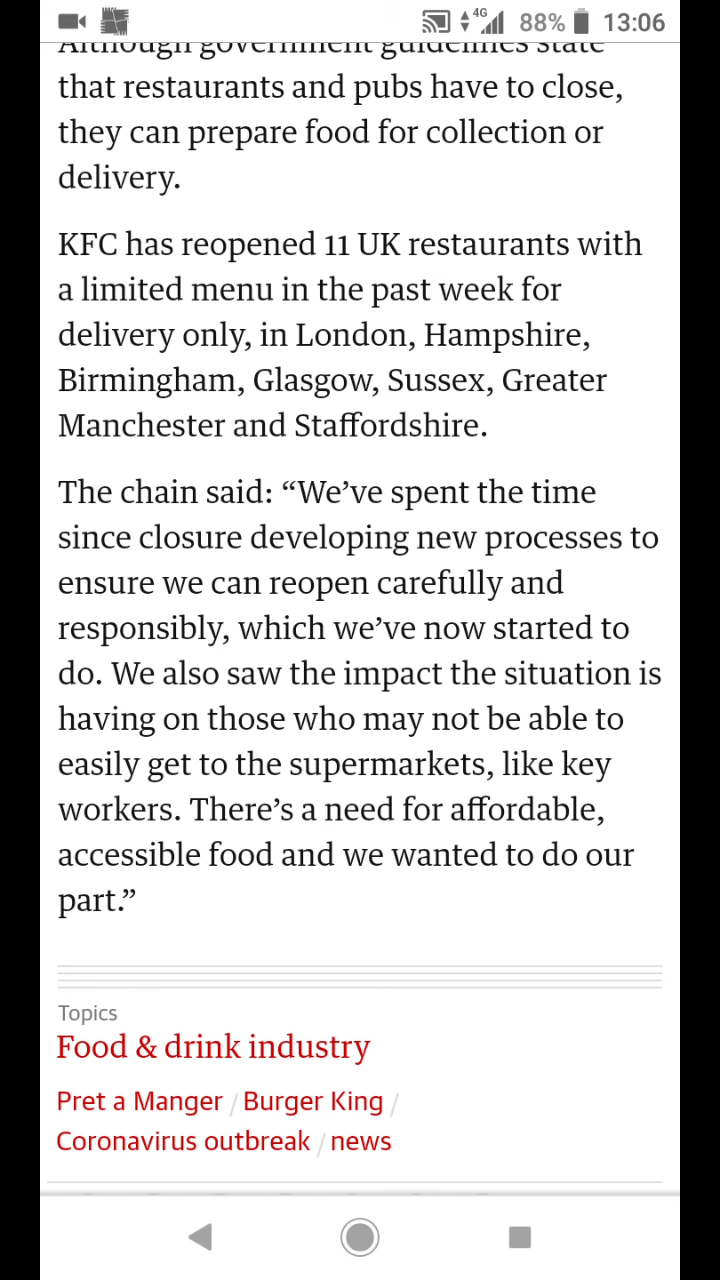 4G 88% 13:06
Although government guidelines state
that restaurants and pubs have to close,
they can prepare food for collection or
delivery.
KFC has reopened 11 UK restaurants with
a limited menu in the past week for
delivery only, in London, Hampshire,
Birmingham, Glasgow, Sussex, Greater
Manchester and Staffordshire.
The chain said: “We’ve spent the time
since closure developing new processes to
ensure we can reopen carefully and
responsibly, which we’ve now started to
do. We also saw the impact the situation is
having on those who may not be able to
easily get to the supermarkets, like key
workers. There’s a need for affordable,
accessible food and we wanted to do our
part.”
Topics
Food & drink industry
Pret a Manger / Burger King /
Coronavirus outbreak / news